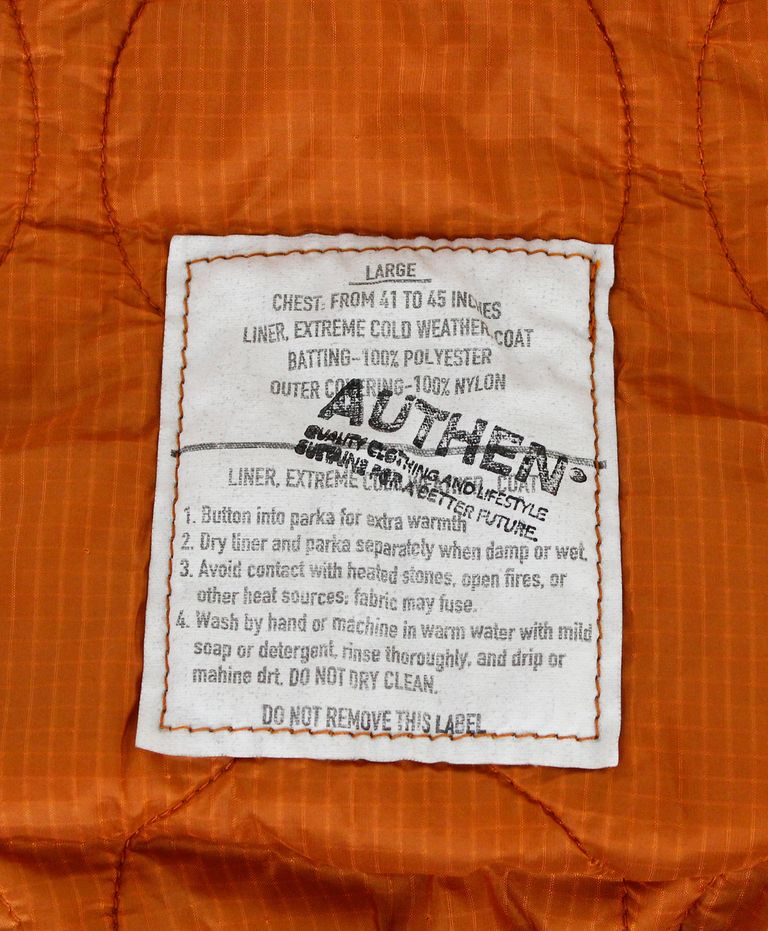 LARGE
CHEST: FROM 41 TO 45 INCHES
LINER, EXTREME COLD WEATHER, COAT
BATTING-100% POLYESTER
OUTER COVERING-100% NYLON
AUTHEN®
QUALITY CLOTHING AND LIFESTYLE
FOR A BETTER FUTURE.
LINER, EXTREME COLD WEATHER, COAT
1. Button into parka for extra warmth
2. Dry liner and parka separatcly when damp or wet.
3. Avoid contact with heated stones, open fires, or
other heat sources; fabric may fuse.
4. Wash by hand or machine in warm water with mild
soap or detergent, rinse thoroughly, and drip or
mahine drt. DO NOT DRY CLEAN.
DO NOT REMOVE THIS LABEL